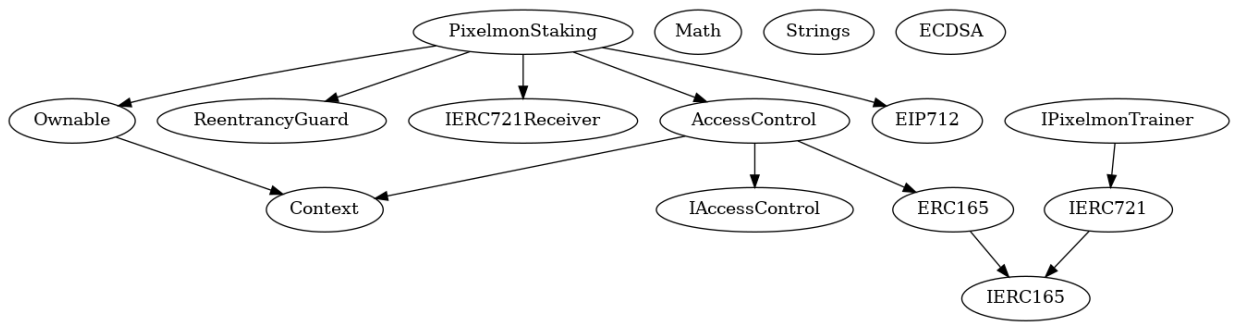 PixelmonStaking Math Strings ECDSA
Ownable ReentrancyGuard IERC721Receiver AccessControl EIP712 IPixelmonTrainer
Context IAccessControl ERC165 IERC721
IERC165